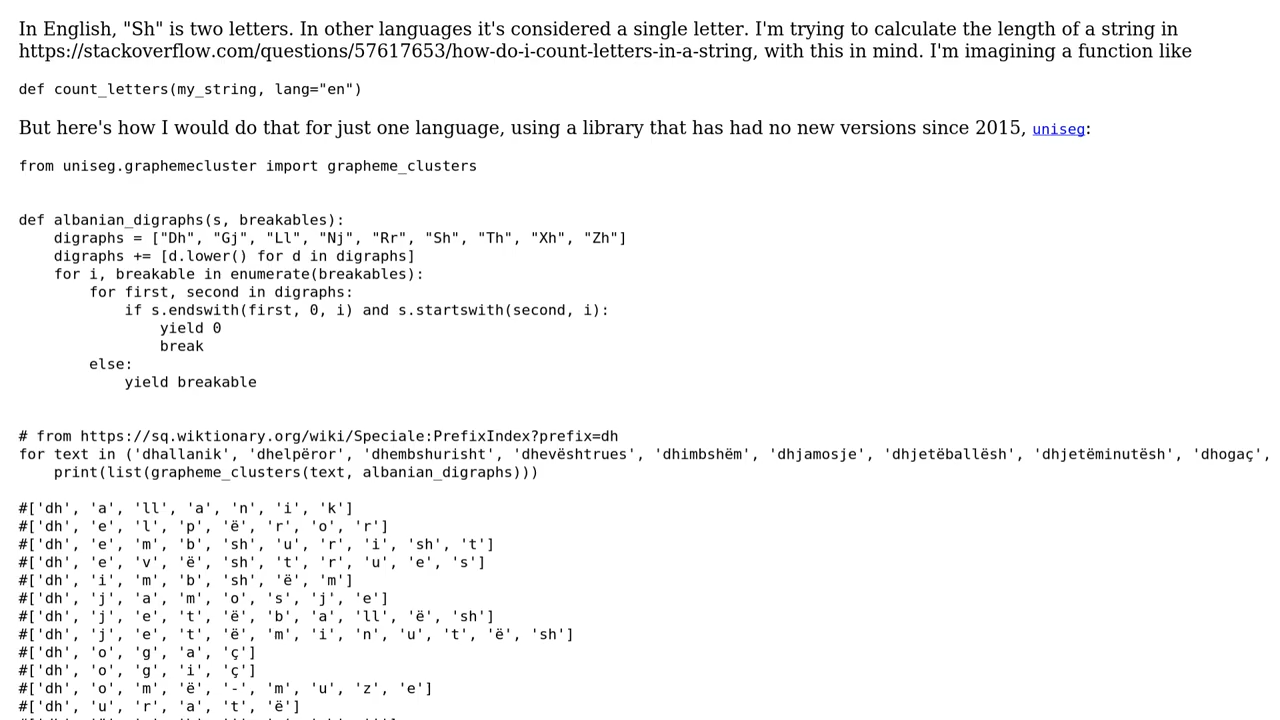 In English, "Sh" is two letters. In other languages it's considered a single letter. I'm trying to calculate the length of a string in
https://stackoverflow.com/questions/57617653/how-do-i-count-letters-in-a-string, with this in mind. I'm imagining a function like
def count_letters(my_string, lang="en")
But here's how I would do that for just one language, using a library that has had no new versions since 2015, uniseg:
from uniseg.graphemecluster import grapheme_clusters
def albanian_digraphs(s, breakables):
    digraphs = ["Dh", "Gj", "Ll", "Nj", "Rr", "Sh", "Th", "Xh", "Zh"]
    digraphs += [d.lower() for d in digraphs]
    for i, breakable in enumerate(breakables):
        for first, second in digraphs:
            if s.endswith(first, 0, i) and s.startswith(second, i):
                yield 0
                break
        else:
            yield breakable
# from https://sq.wiktionary.org/wiki/Speciale:PrefixIndex?prefix=dh
for text in ('dhallanik', 'dhelpëror', 'dhembshurisht', 'dhevështrues', 'dhimbshëm', 'dhjamosje', 'dhjetëballësh', 'dhjetëminutësh', 'dhogaç',
    print(list(grapheme_clusters(text, albanian_digraphs)))
#['dh', 'a', 'll', 'a', 'n', 'i', 'k']
#['dh', 'e', 'l', 'p', 'ë', 'r', 'o', 'r']
#['dh', 'e', 'm', 'b', 'sh', 'u', 'r', 'i', 'sh', 't']
#['dh', 'e', 'v', 'ë', 'sh', 't', 'r', 'u', 'e', 's']
#['dh', 'i', 'm', 'b', 'sh', 'ë', 'm']
#['dh', 'j', 'a', 'm', 'o', 's', 'j', 'e']
#['dh', 'j', 'e', 't', 'ë', 'b', 'a', 'll', 'ë', 'sh']
#['dh', 'j', 'e', 't', 'ë', 'm', 'i', 'n', 'u', 't', 'ë', 'sh']
#['dh', 'o', 'g', 'a', 'ç']
#['dh', 'o', 'g', 'i', 'ç']
#['dh', 'o', 'm', 'ë', '-', 'm', 'u', 'z', 'e']
#['dh', 'u', 'r', 'a', 't', 'ë']